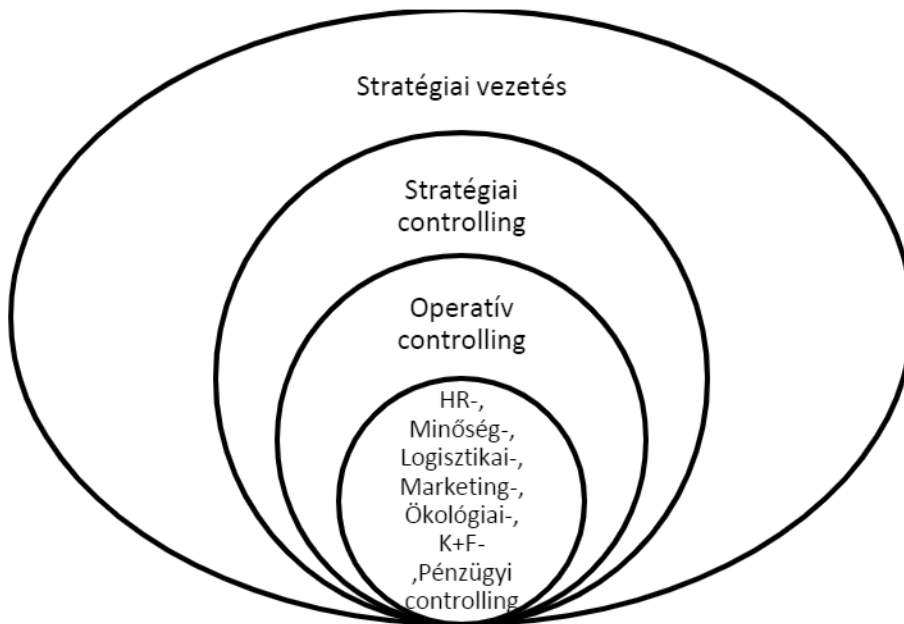 Stratégiai vezetés
Stratégiai
controlling
Operatív
controlling
HR-,
Minőség-,
Logisztikai-,
Marketing-,
Ökológiai-,
K+F-
,Pénzügyi
controlling